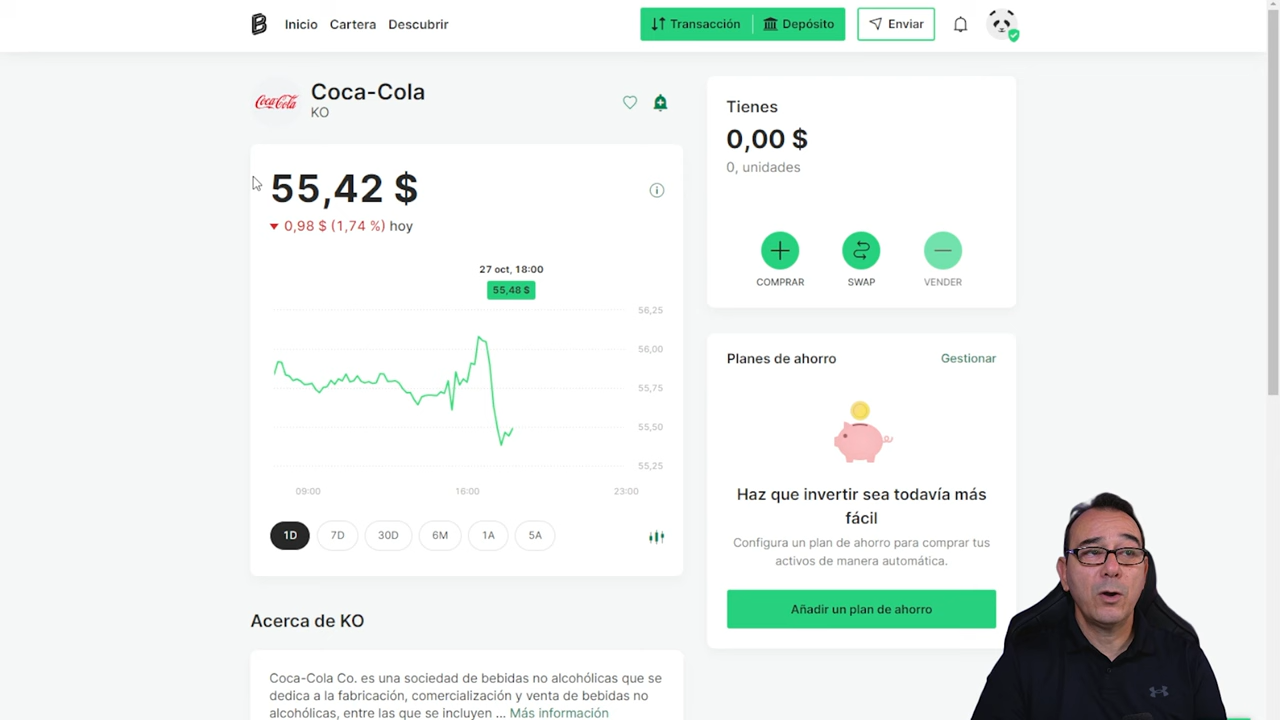 Inicio Cartera Descubrir Transacción Depósito Enviar
Coca-Cola
Coca-Cola
KO
55,42 $
0,98 $ (1,74 %) hoy
27 oct, 18:00
55,48 $
56,25
56,00
55,75
55,50
55,25
09:00 16:00 23:00
1D 7D 30D 6M 1A 5A
Acerca de KO
Coca-Cola Co. es una sociedad de bebidas no alcohólicas que se
dedica a la fabricación, comercialización y venta de bebidas no
alcohólicas, entre las que se incluyen ... Más información
Tienes
0,00 $
0, unidades
COMPRAR SWAP VENDER
Planes de ahorro Gestionar
Haz que invertir sea todavía más
fácil
Configura un plan de ahorro para comprar tus
activos de manera automática.
Añadir un plan de ahorro